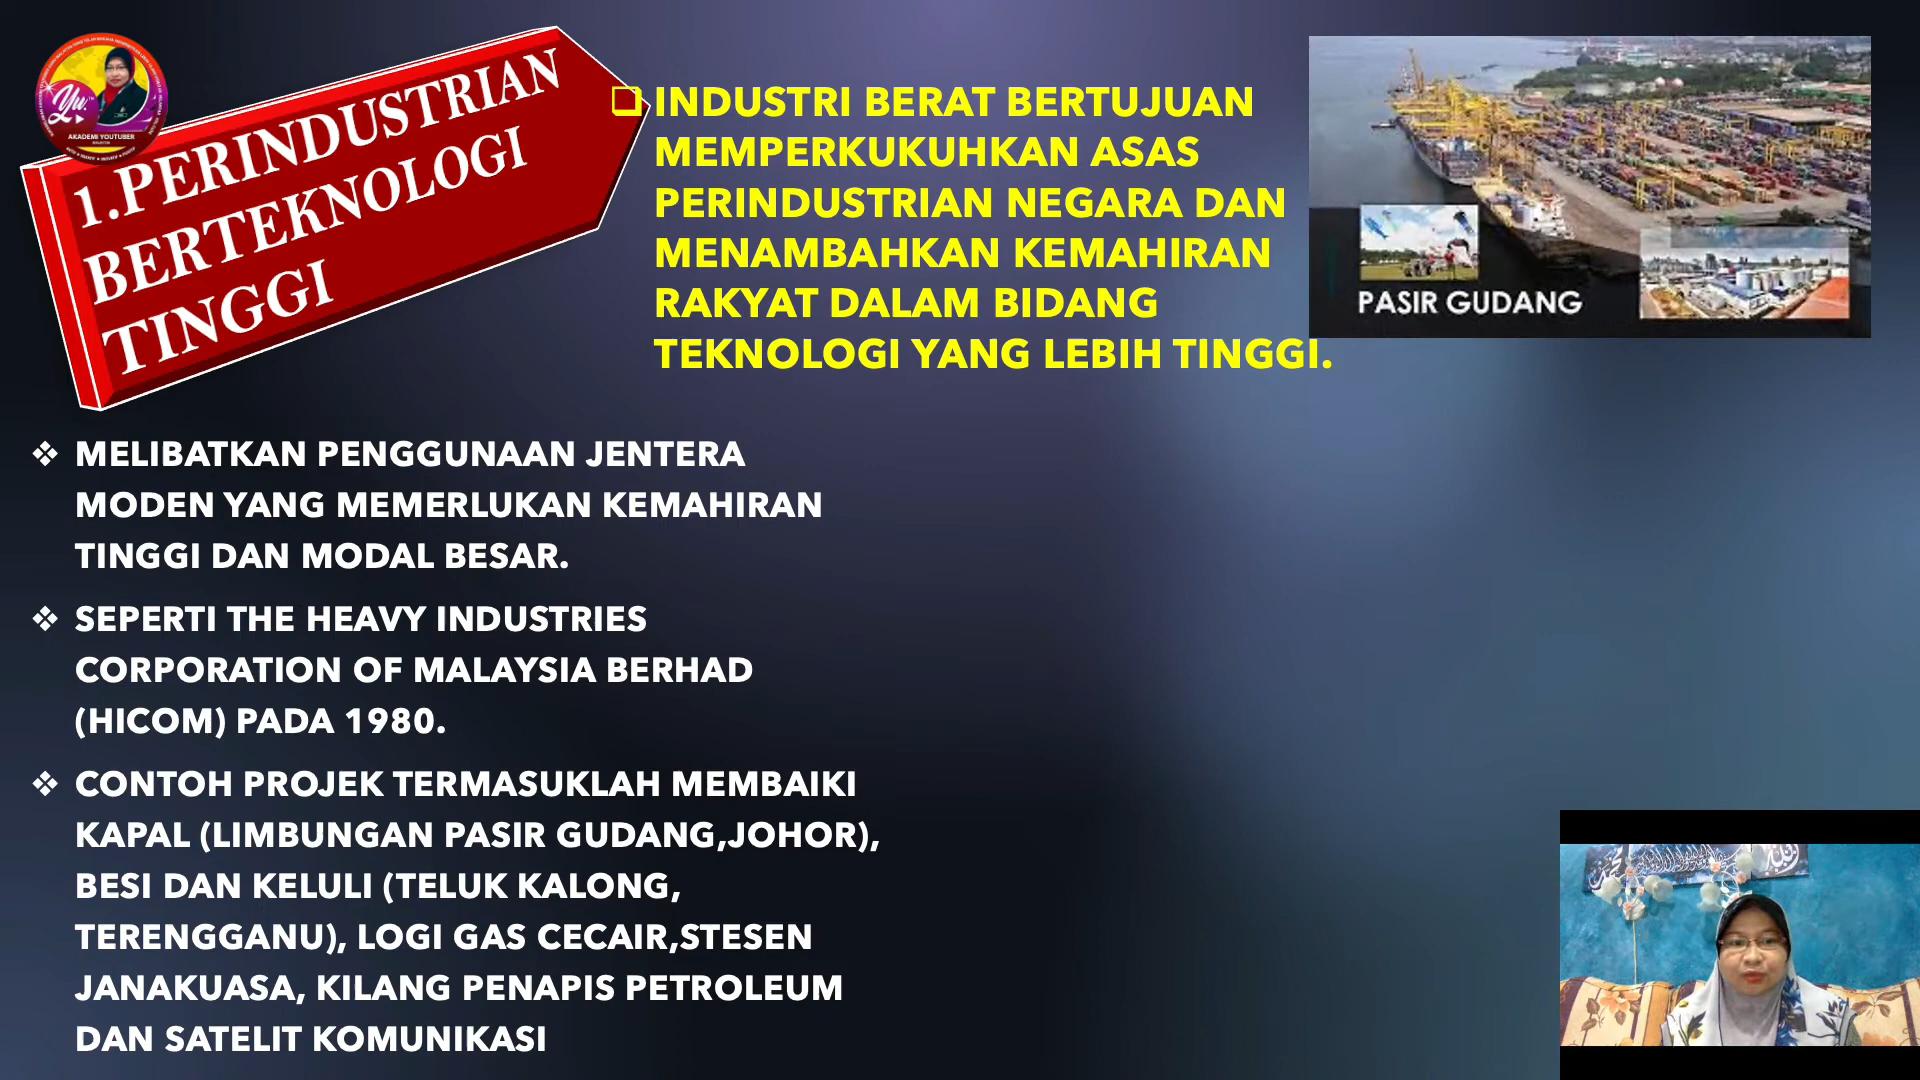 1.PERINDUSTRIAN
BERTEKNOLOGI
TINGGI
AKADEMI YOUTUBER
INDUSTRI BERAT BERTUJUAN
MEMPERKUKUHKAN ASAS
PERINDUSTRIAN NEGARA DAN
MENAMBAHKAN KEMAHIRAN
RAKYAT DALAM BIDANG
TEKNOLOGI YANG LEBIH TINGGI.
PASIR GUDANG
❖ MELIBATKAN PENGGUNAAN JENTERA
MODEN YANG MEMERLUKAN KEMAHIRAN
TINGGI DAN MODAL BESAR.
❖ SEPERTI THE HEAVY INDUSTRIES
CORPORATION OF MALAYSIA BERHAD
(HICOM) PADA 1980.
❖ CONTOH PROJEK TERMASUKLAH MEMBAIKI
KAPAL (LIMBUNGAN PASIR GUDANG,JOHOR),
BESI DAN KELULI (TELUK KALONG,
TERENGGANU), LOGI GAS CECAIR,STESEN
JANAKUASA, KILANG PENAPIS PETROLEUM
DAN SATELIT KOMUNIKASI